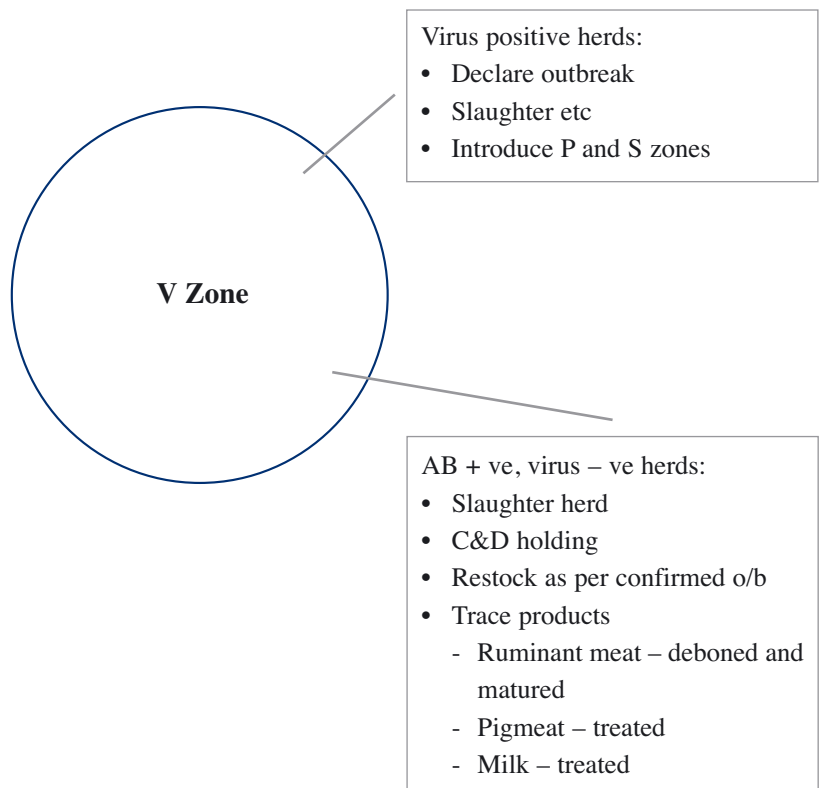 Virus positive herds:
• Declare outbreak
• Slaughter etc
• Introduce P and S zones
V Zone
AB + ve, virus – ve herds:
• Slaughter herd
• C&D holding
• Restock as per confirmed o/b
• Trace products
- Ruminant meat – deboned and
matured
- Pigmeat – treated
- Milk – treated